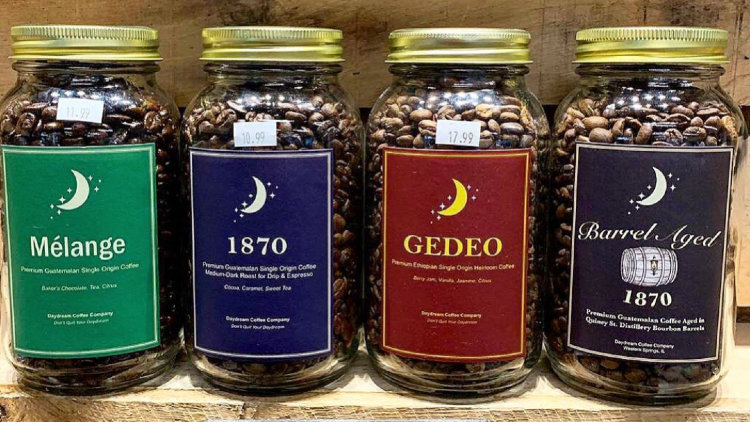 11.99
Mélange
Premium Guatemalan Single Origin Coffee
Baker's Chocolate, Tea, Citrus
Daydream Coffee Company
Don't Quit Your Daydream
10.99
1870
Premium Guatemalan Single Origin Coffee
Medium-Dark Roast for Drip & Espresso
Cocoa, Caramel, Sweet Tea
Daydream Coffee Company
Don't Quit Your Daydream
17.99
GEDEO
Premium Ethiopian Single Origin Heirloom Coffee
Berry Jam, Vanilla, Jasmine, Citrus
Daydream Coffee Company
Don't Quit Your Daydream
Barrel Aged
1870
Premium Guatemalan Coffee Aged in
Quincy St. Distillery Bourbon Barrels
Daydream Coffee Company
Western Springs, IL